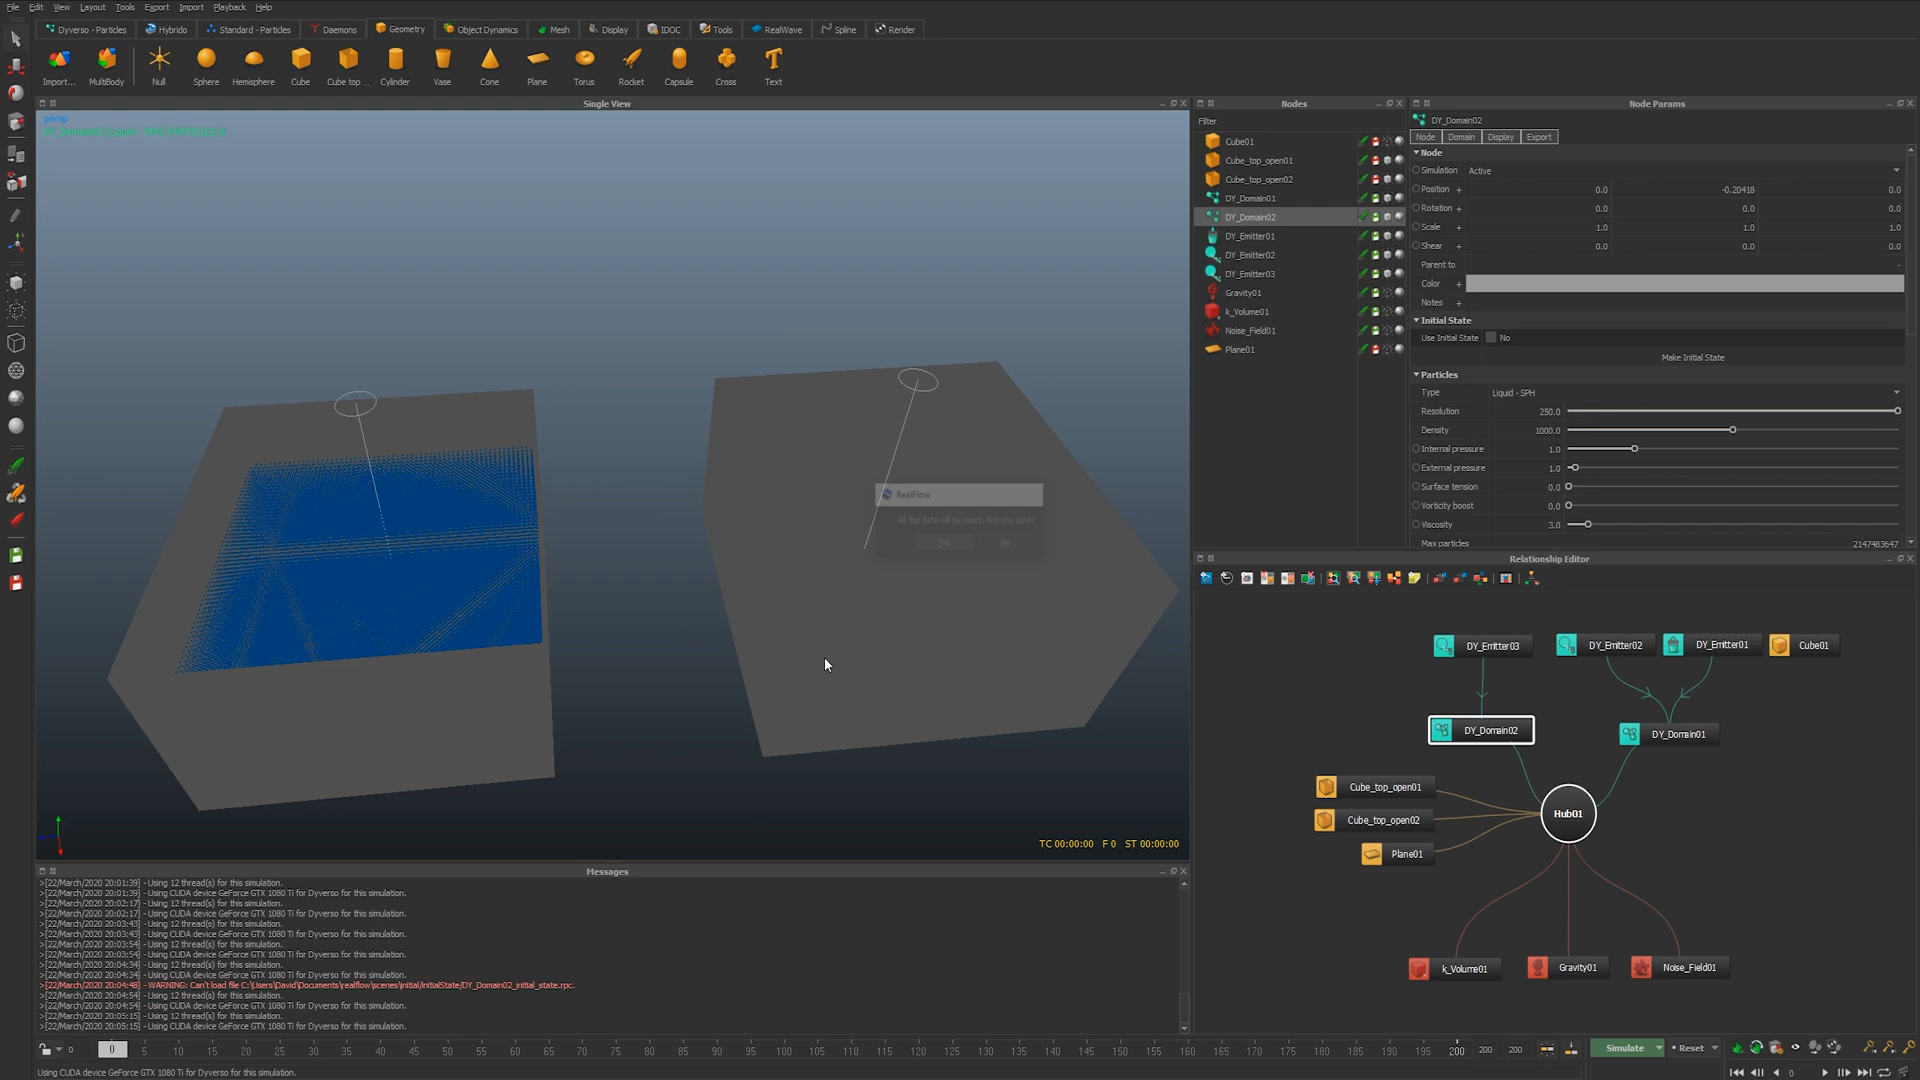 File Edit View Layout Tools Export Import Playback Help
Dyverso - Particles Hybrido Standard - Particles Daemons Geometry Object Dynamics Mesh Display IDOC Tools RealWave Spline Render
Import... MultiBody Null Sphere Hemisphere Cube Cube top ... Cylinder Vase Cone Plane Torus Rocket Capsule Cross Text
Single View
persp
RealFlow
All the data will be reset. Are you sure?
Yes No
TC 00:00:00 F 0 ST 00:00:00
Nodes
Filter
Cube01
Cube_top_open01
Cube_top_open02
DY_Domain01
DY_Domain02
DY_Emitter01
DY_Emitter02
DY_Emitter03
Gravity01
k_Volume01
Noise_Field01
Plane01
Node Params
DY_Domain02
Node Domain Display Export
Node
Simulation Active
Position + 0.0 -0.20418 0.0
Rotation + 0.0 0.0 0.0
Scale + 1.0 1.0 1.0
Shear + 0.0 0.0 0.0
Parent to -
Color +
Notes +
Initial State
Use Initial State No
Make Initial State
Particles
Type Liquid - SPH
Resolution 250.0
Density 1000.0
Internal pressure 1.0
External pressure 1.0
Surface tension 0.0
Vorticity boost 0.0
Viscosity 3.0
Max particles 2147483647
Relationship Editor
DY_Emitter03 DY_Emitter02 DY_Emitter01 Cube01
DY_Domain02 DY_Domain01
Cube_top_open01
Hub01
Cube_top_open02
Plane01
k_Volume01 Gravity01 Noise_Field01
Messages
>[22/March/2020 20:01:39] - Using 12 thread(s) for this simulation.
>[22/March/2020 20:01:39] - Using CUDA device GeForce GTX 1080 Ti for Dyverso for this simulation.
>[22/March/2020 20:02:17] - Using 12 thread(s) for this simulation.
>[22/March/2020 20:02:17] - Using CUDA device GeForce GTX 1080 Ti for Dyverso for this simulation.
>[22/March/2020 20:03:43] - Using 12 thread(s) for this simulation.
>[22/March/2020 20:03:43] - Using CUDA device GeForce GTX 1080 Ti for Dyverso for this simulation.
>[22/March/2020 20:03:54] - Using 12 thread(s) for this simulation.
>[22/March/2020 20:03:54] - Using CUDA device GeForce GTX 1080 Ti for Dyverso for this simulation.
>[22/March/2020 20:04:34] - Using 12 thread(s) for this simulation.
>[22/March/2020 20:04:34] - Using CUDA device GeForce GTX 1080 Ti for Dyverso for this simulation.
>[22/March/2020 20:04:48] - WARNING: Can't load file C:\Users\David\Documents\realflow\scenes\initial\initialState/DY_Domain02_initial_state.rpc.
>[22/March/2020 20:04:54] - Using 12 thread(s) for this simulation.
>[22/March/2020 20:04:54] - Using CUDA device GeForce GTX 1080 Ti for Dyverso for this simulation.
>[22/March/2020 20:05:15] - Using 12 thread(s) for this simulation.
>[22/March/2020 20:05:15] - Using CUDA device GeForce GTX 1080 Ti for Dyverso for this simulation.
0 0 5 10 15 20 25 30 35 40 45 50 55 60 65 70 75 80 85 90 95 100 105 110 115 120 125 130 135 140 145 150 155 160 165 170 175 180 185 190 195 200 200 200 Simulate Reset
Using CUDA device GeForce GTX 1080 Ti for Dyverso for this simulation. 0